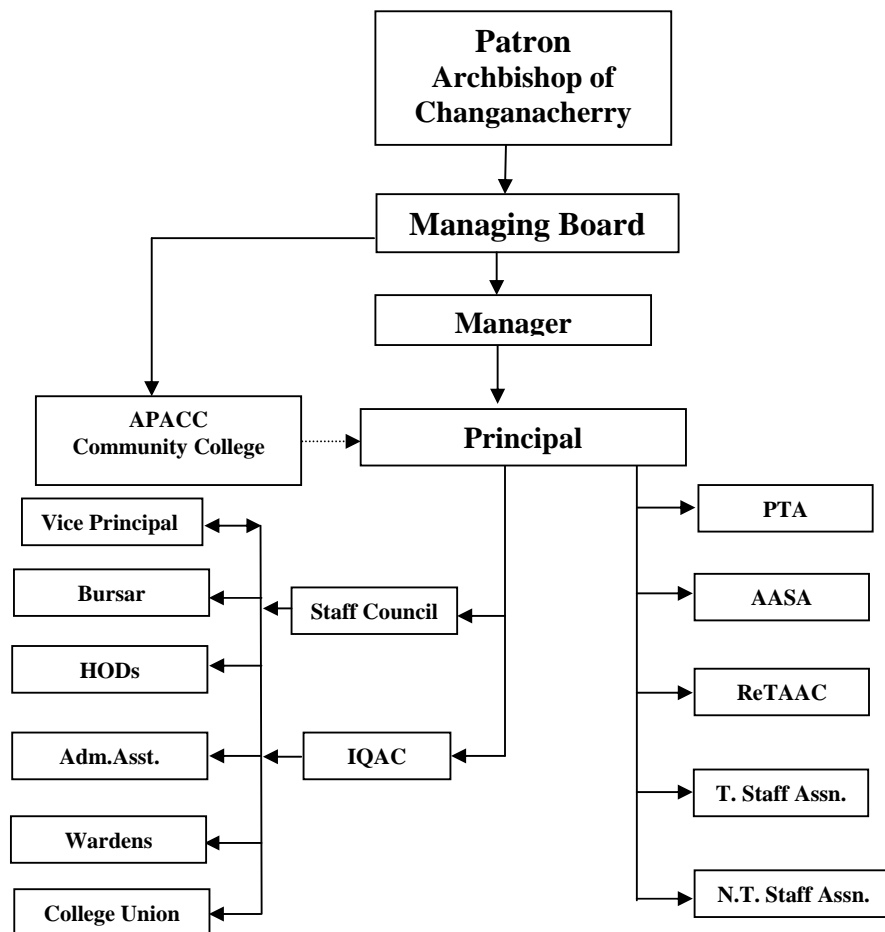 Patron
Archbishop of
Changanacherry
Managing Board
Manager
APACC
Community College
Principal
Vice Principal
PTA
Bursar
Staff Council
AASA
HODs
ReTAAC
Adm.Asst.
IQAC
T. Staff Assn.
Wardens
N.T. Staff Assn.
College Union